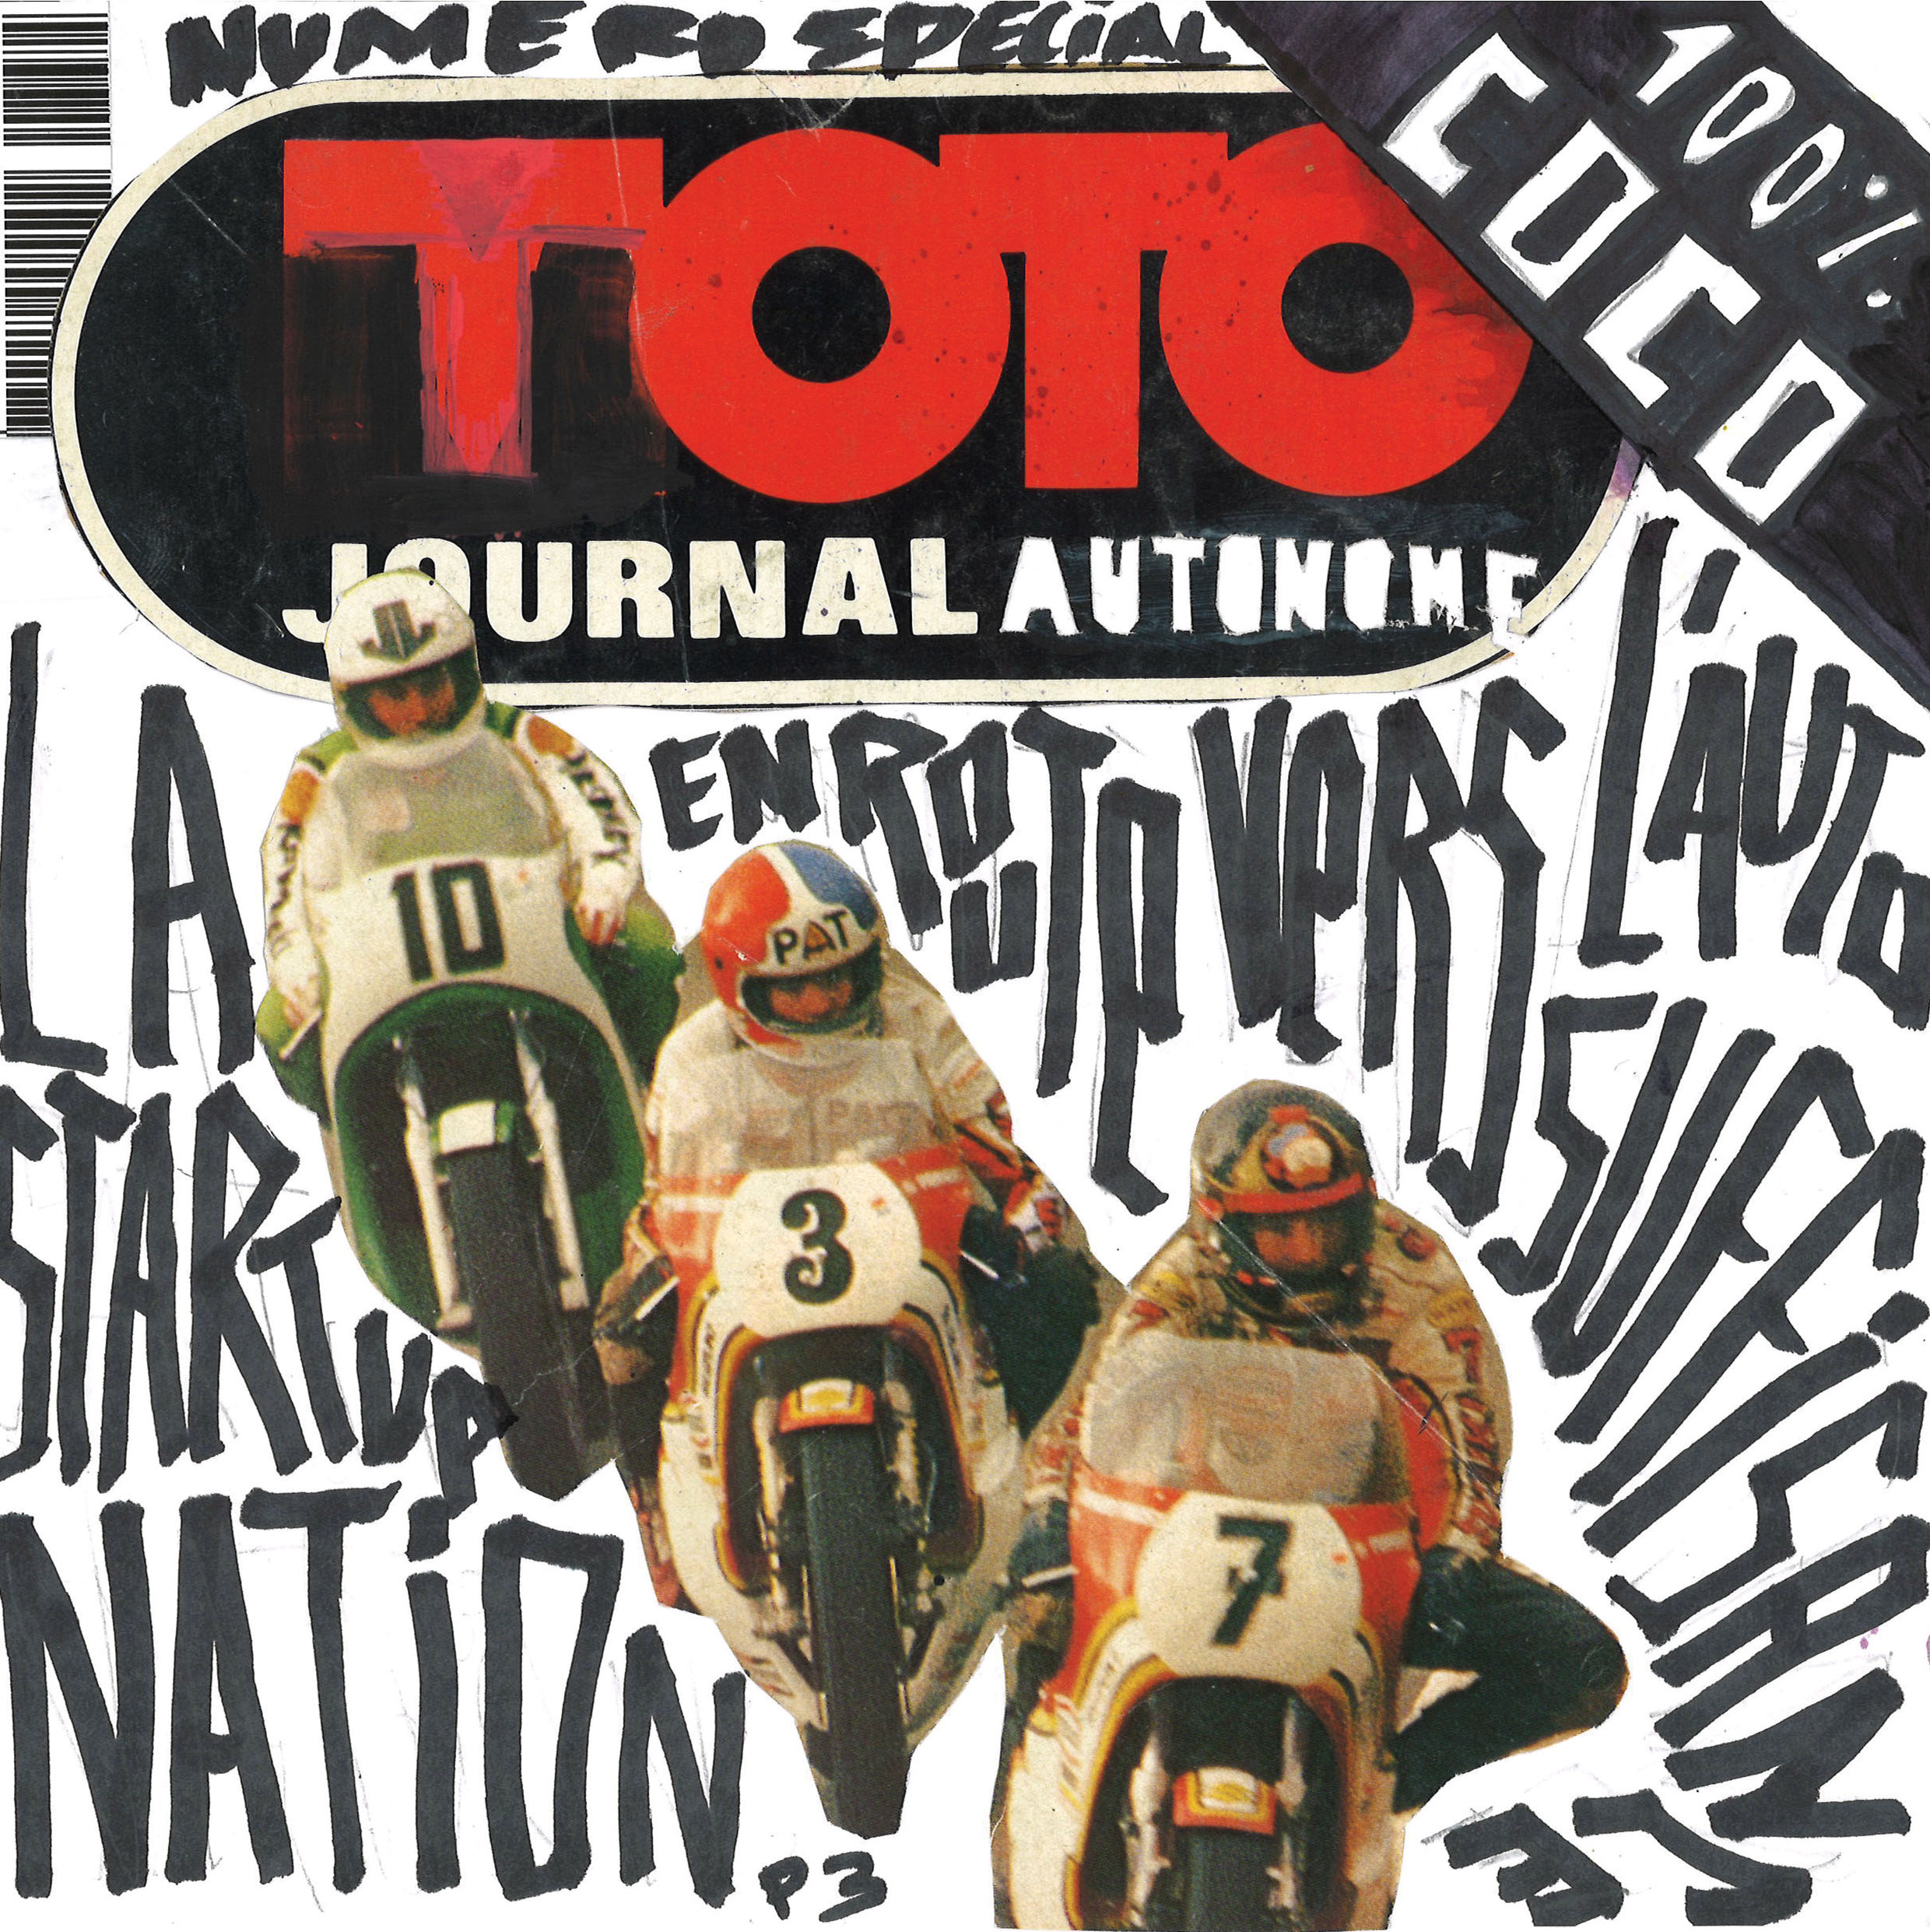 NUMERO SPECIAL
100%
COCO
TOTO
JOURNAL AUTONOME
LA
STARTUP
NATION
P3
EN ROUTE VERS L'AUTO
SUFFISANCE
10
PAT
3
7